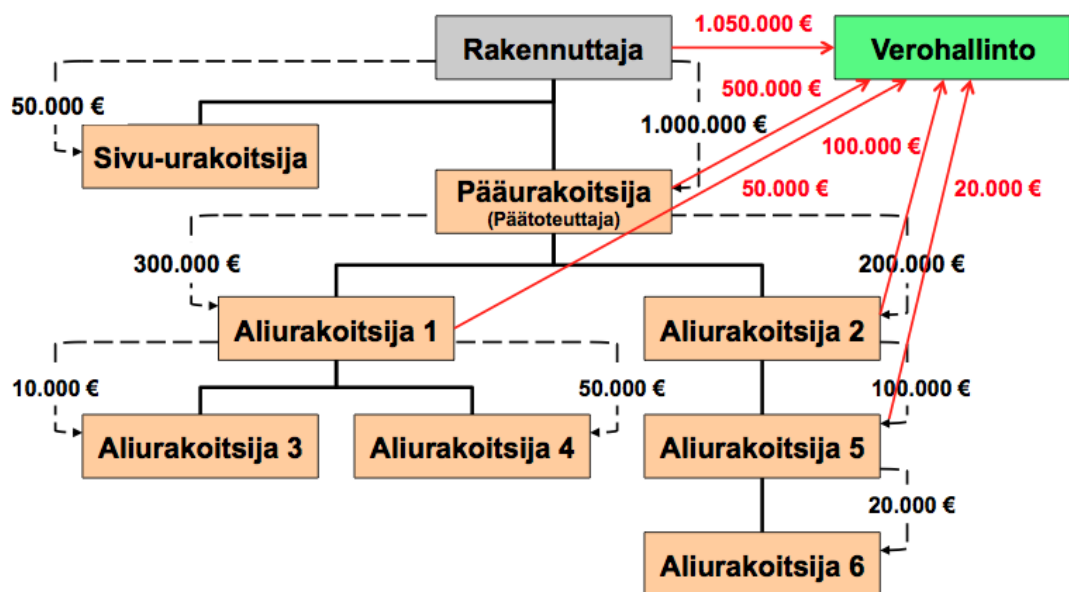 1.050.000 €
Rakennuttaja
Verohallinto
50.000 €
500.000 €
1.000.000 €
100.000 €
Sivu-urakoitsija
Pääurakoitsija
(Päätoteuttaja)
50.000 €
20.000 €
300.000 €
200.000 €
Aliurakoitsija 1
Aliurakoitsija 2
10.000 €
50.000 €
100.000 €
Aliurakoitsija 3
Aliurakoitsija 4
Aliurakoitsija 5
20.000 €
Aliurakoitsija 6